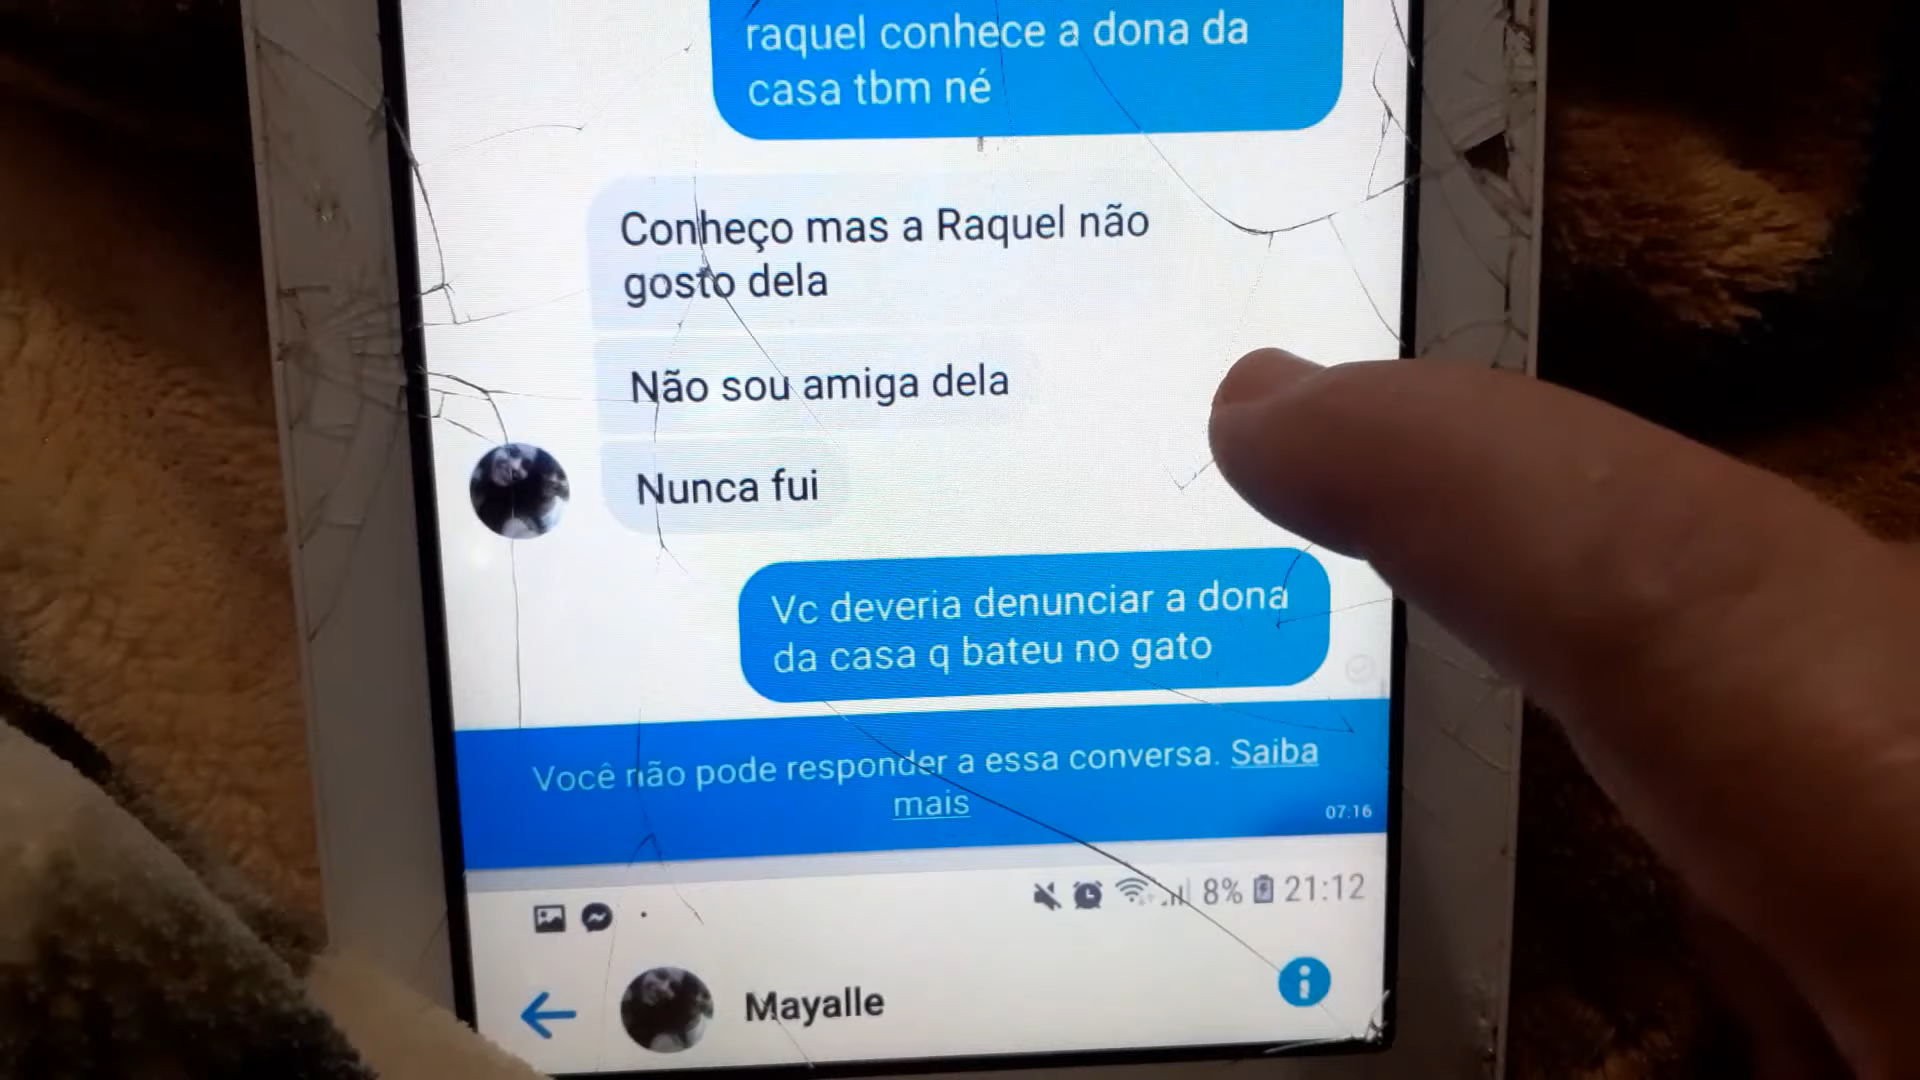 raquel conhece a dona da
casa tbm né
Conheço mas a Raquel não
gosto dela
Não sou amiga dela
Nunca fui
Vc deveria denunciar a dona
da casa q bateu no gato
Você não pode responder a essa conversa. Saiba
mais
07:16
8% 21:12
Mayalle